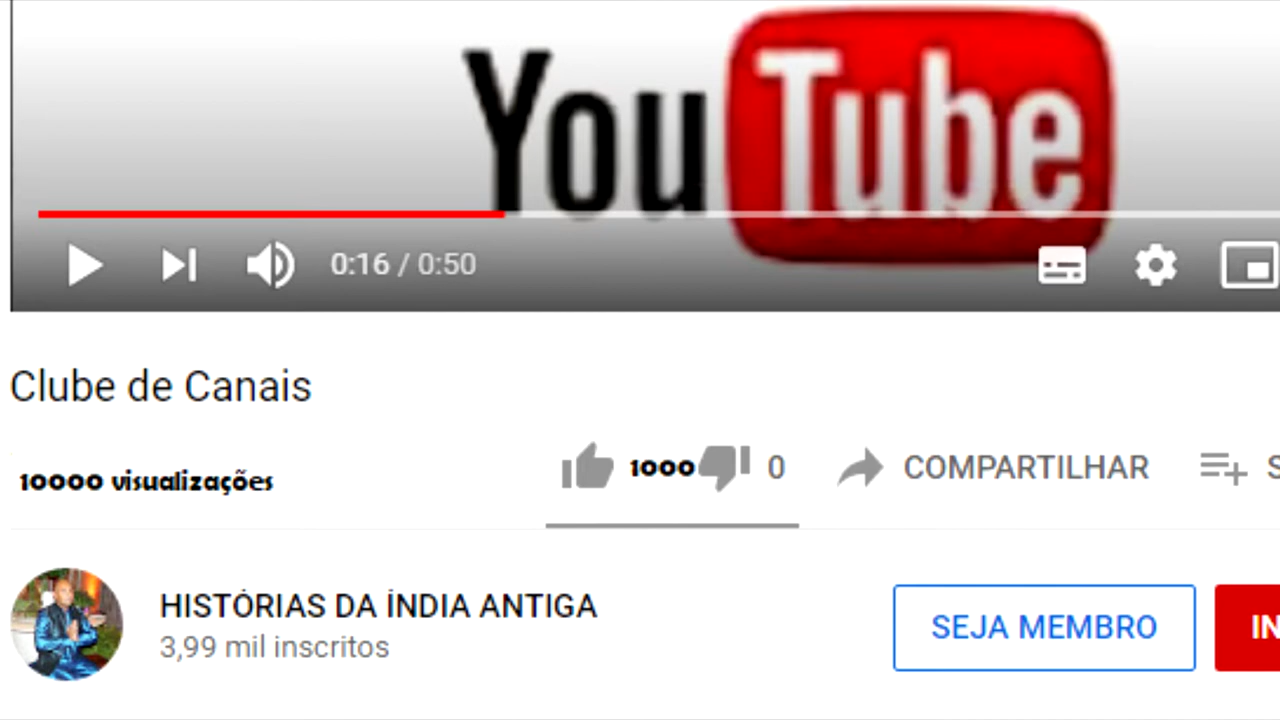 YouTube
0:16 / 0:50
Clube de Canais
10000 visualizações
1000 0 COMPARTILHAR S
HISTÓRIAS DA ÍNDIA ANTIGA
3,99 mil inscritos
SEJA MEMBRO IN